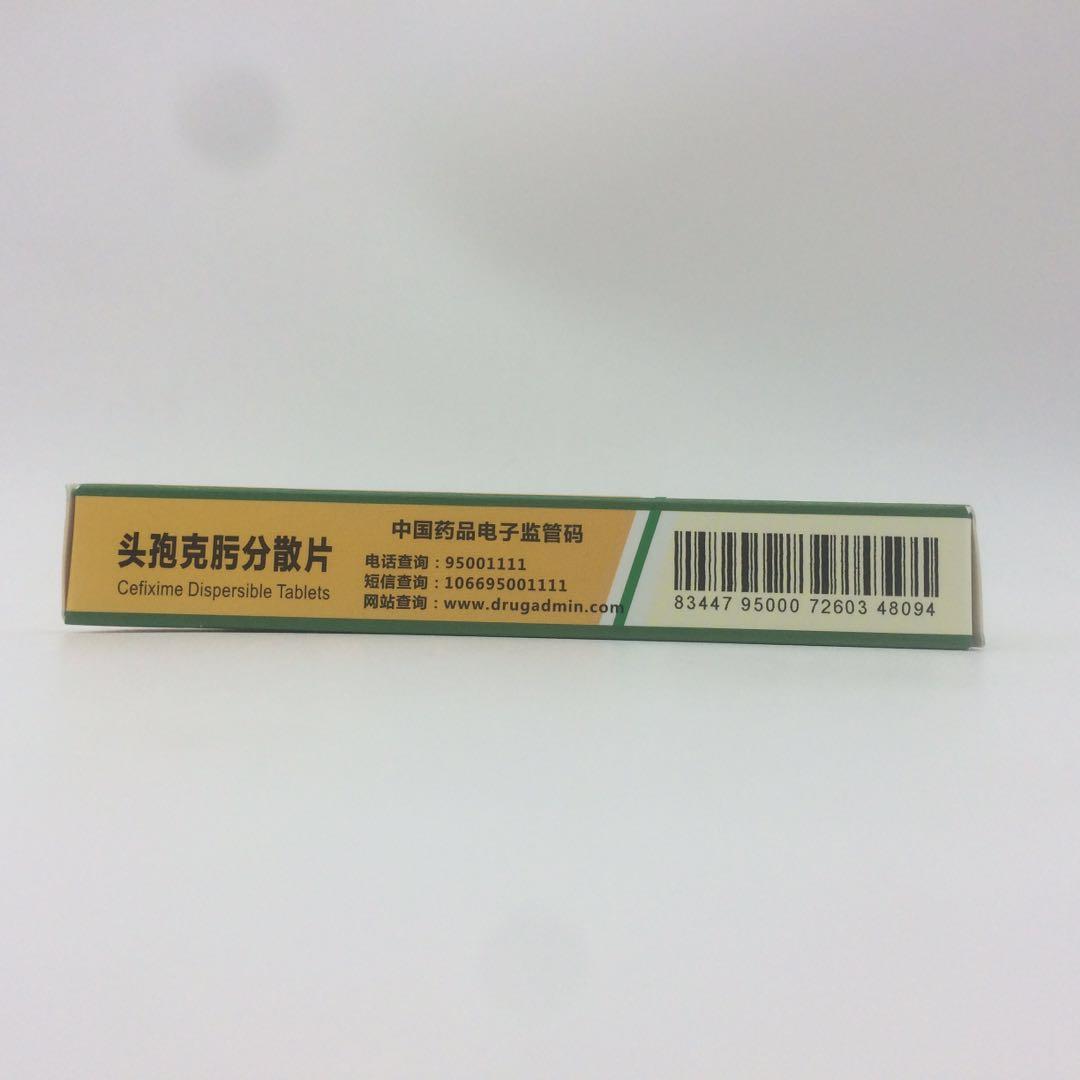 头孢克肟分散片
Cefixime Dispersible Tablets
中国药品电子监管码
电话查询：95001111
短信查询：106695001111
网站查询：www.drugadmin.com
83447 95000 72603 48094